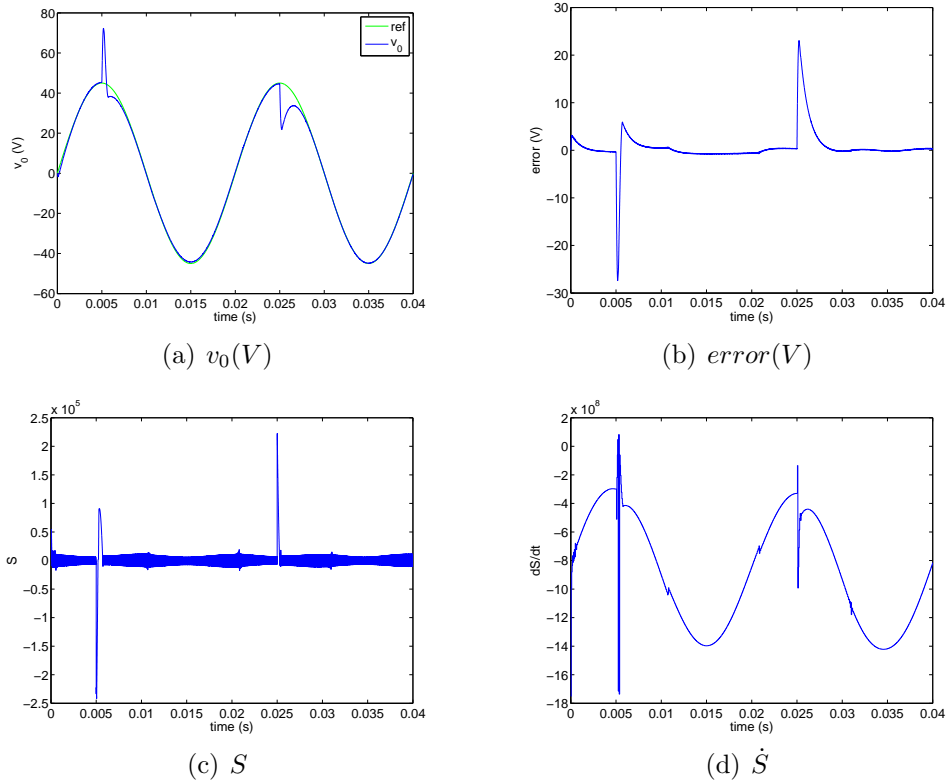 80
60
40
20
0
−20
−40
−60
v0 (V)
0 0.005 0.01 0.015 0.02 0.025 0.03 0.035 0.04
time (s)
ref
v0
(a) v0(V)
30
20
10
0
−10
−20
−30
error (V)
0 0.005 0.01 0.015 0.02 0.025 0.03 0.035 0.04
time (s)
(b) error(V)
x 10^5
2.5
2
1.5
1
0.5
0
−0.5
−1
−1.5
−2
−2.5
S
0 0.005 0.01 0.015 0.02 0.025 0.03 0.035 0.04
time (s)
(c) S
x 10^8
2
0
−2
−4
−6
−8
−10
−12
−14
−16
−18
dS/dt
0 0.005 0.01 0.015 0.02 0.025 0.03 0.035 0.04
time (s)
(d) Ṡ